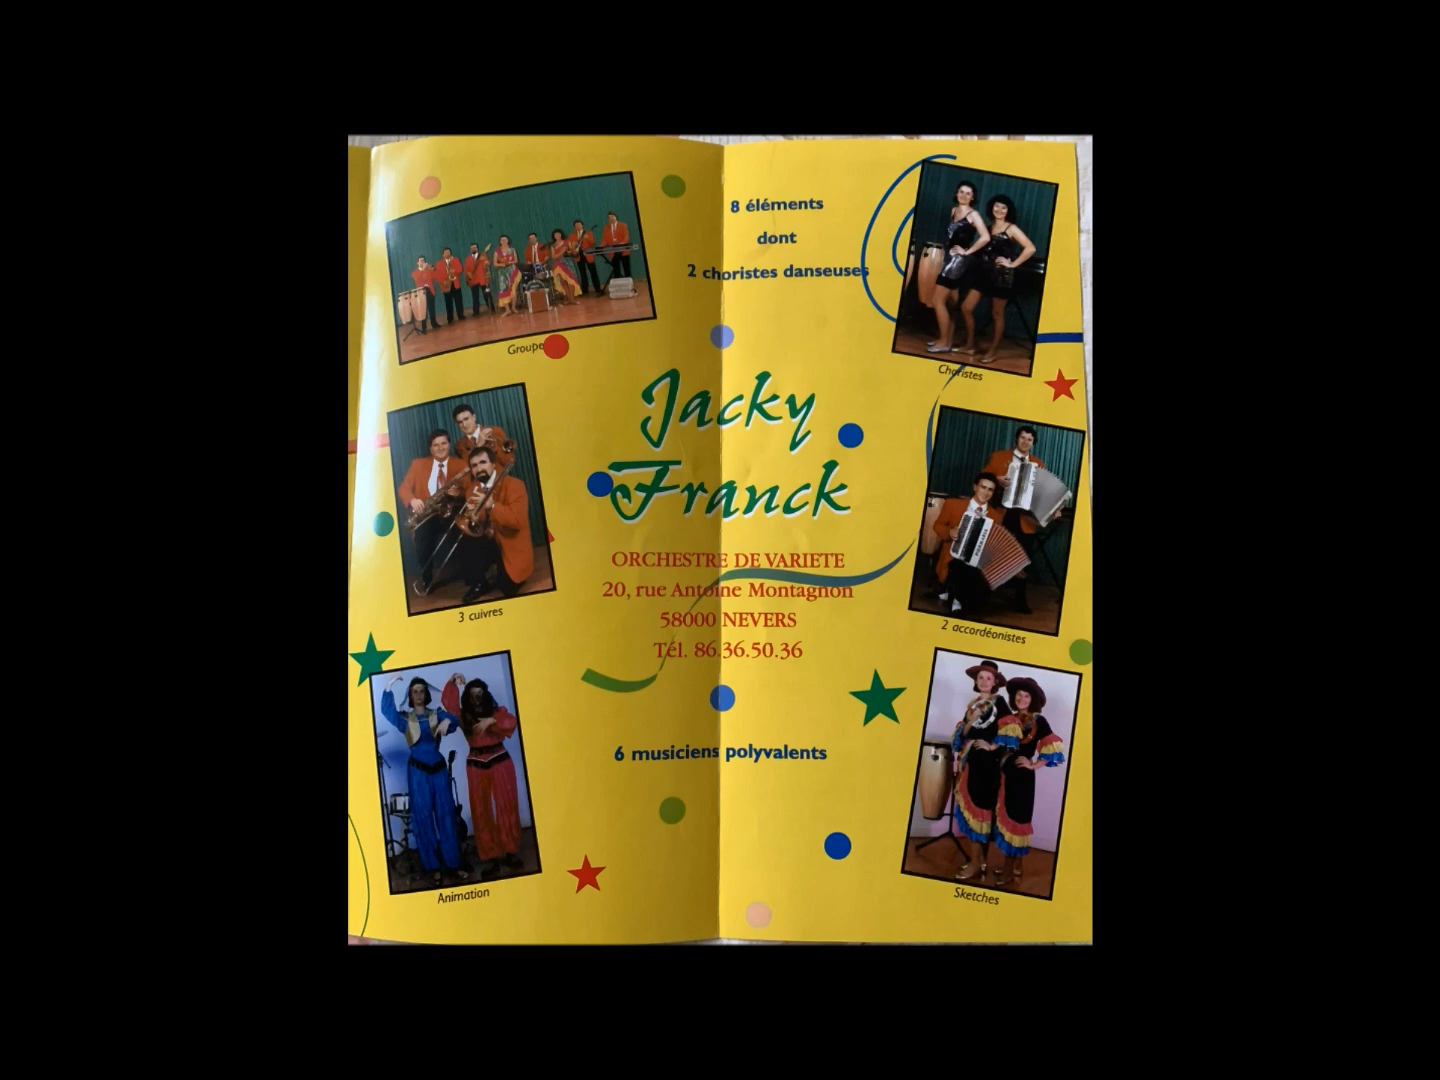 8 éléments
dont
2 choristes danseuses
Groupe
Choristes
Jacky
Franck
ORCHESTRE DE VARIETE
20, rue Antoine Montagnon
58000 NEVERS
Tél. 86.36.50.36
3 cuivres
2 accordéonistes
6 musiciens polyvalents
Animation
Sketches